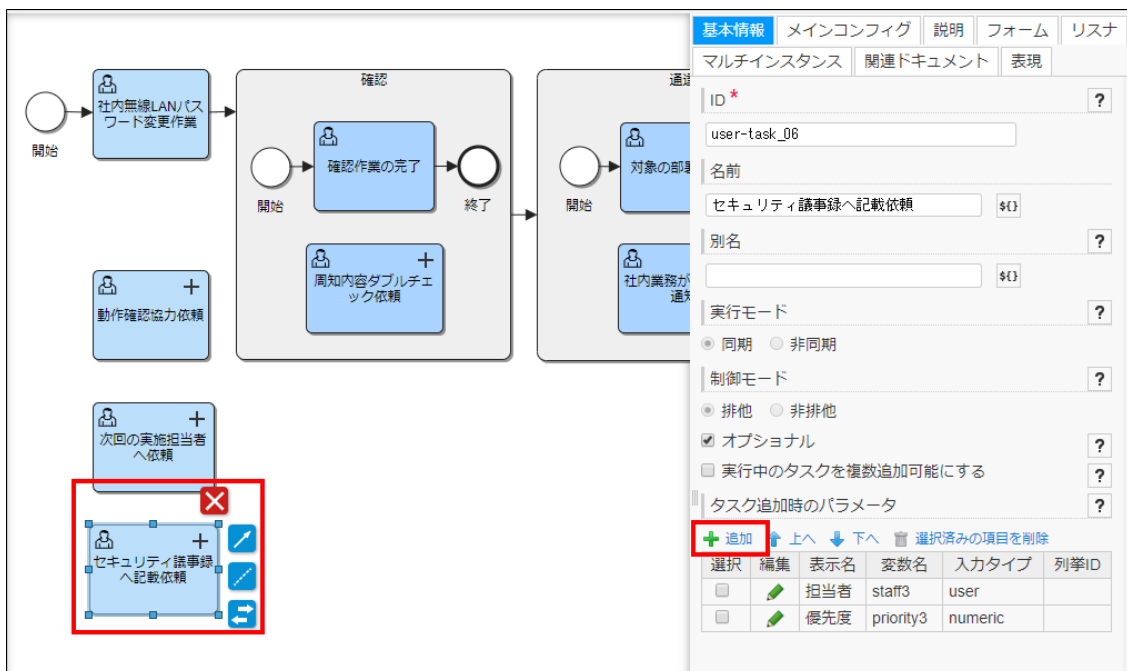 開始
社内無線LANパス
ワード変更作業
確認
開始
確認作業の完了
終了
周知内容ダブルチェ
ック依頼
開始
動作確認協力依頼
次回の実施担当者
へ依頼
セキュリティ議事録
へ記載依頼
基本情報 メインコンフィグ 説明 フォーム リスナ
マルチインスタンス 関連ドキュメント 表現
ID * ?
user-task_06
名前
セキュリティ議事録へ記載依頼 ${}
別名 ?
${}
実行モード ?
同期 非同期
制御モード ?
排他 非排他
オプショナル ?
実行中のタスクを複数追加可能にする ?
タスク追加時のパラメータ ?
追加 上へ 下へ 選択済みの項目を削除
選択 編集 表示名 変数名 入力タイプ 列挙ID
担当者 staff3 user
優先度 priority3 numeric